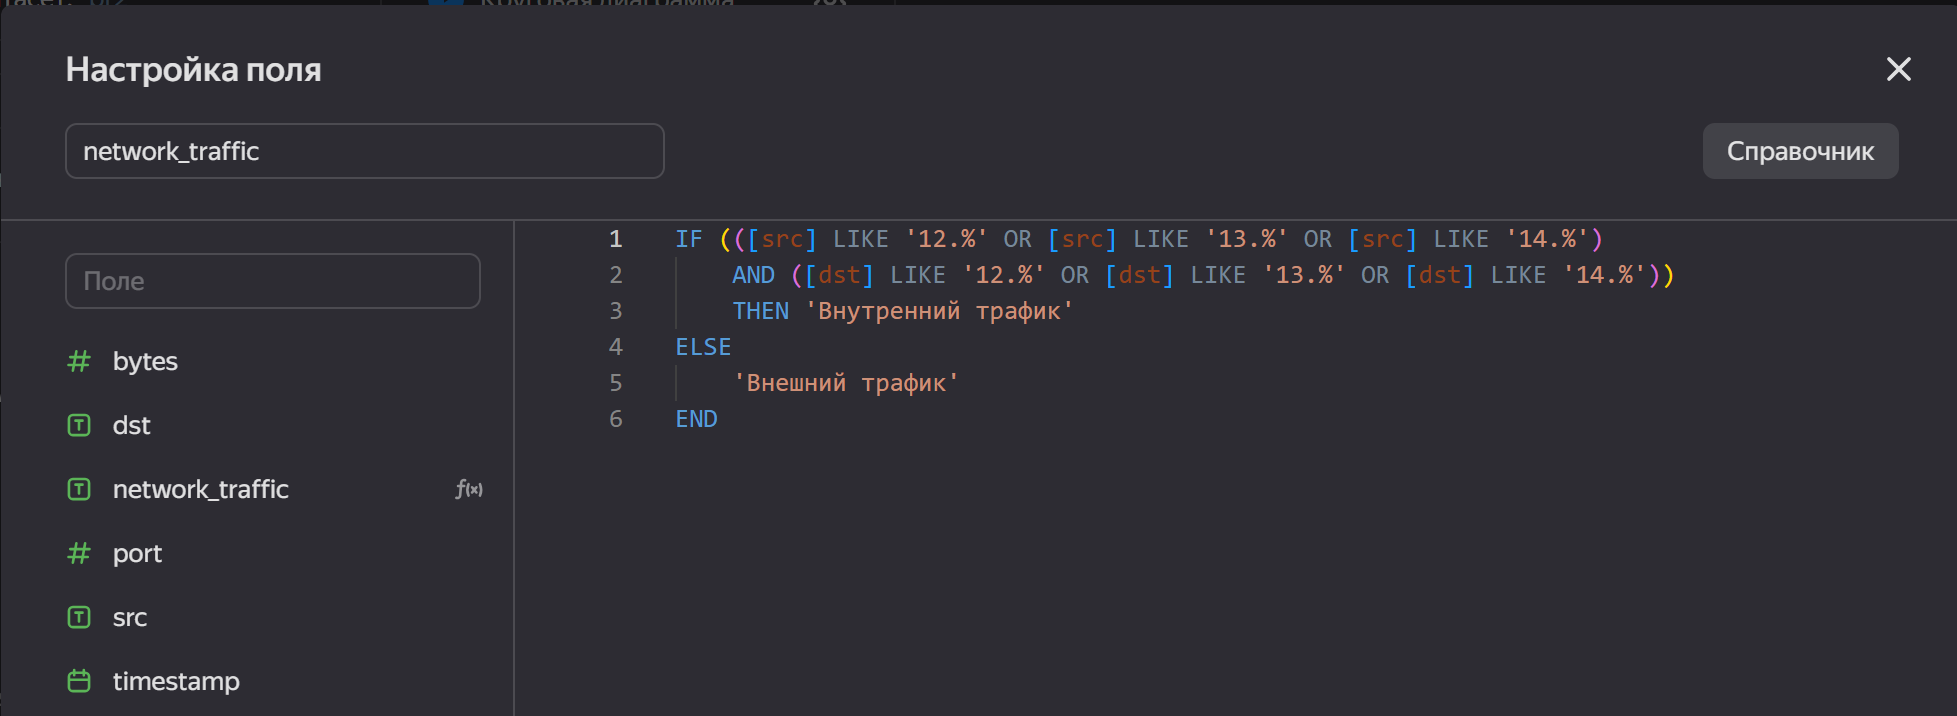 Круговая диаграмма
Настройка поля
network_traffic
Справочник
Поле
bytes
dst
network_traffic
f(x)
port
src
timestamp
1 IF (([src] LIKE '12.%' OR [src] LIKE '13.%' OR [src] LIKE '14.%')
2 AND ([dst] LIKE '12.%' OR [dst] LIKE '13.%' OR [dst] LIKE '14.%'))
3 THEN 'Внутренний трафик'
4 ELSE
5 'Внешний трафик'
6 END